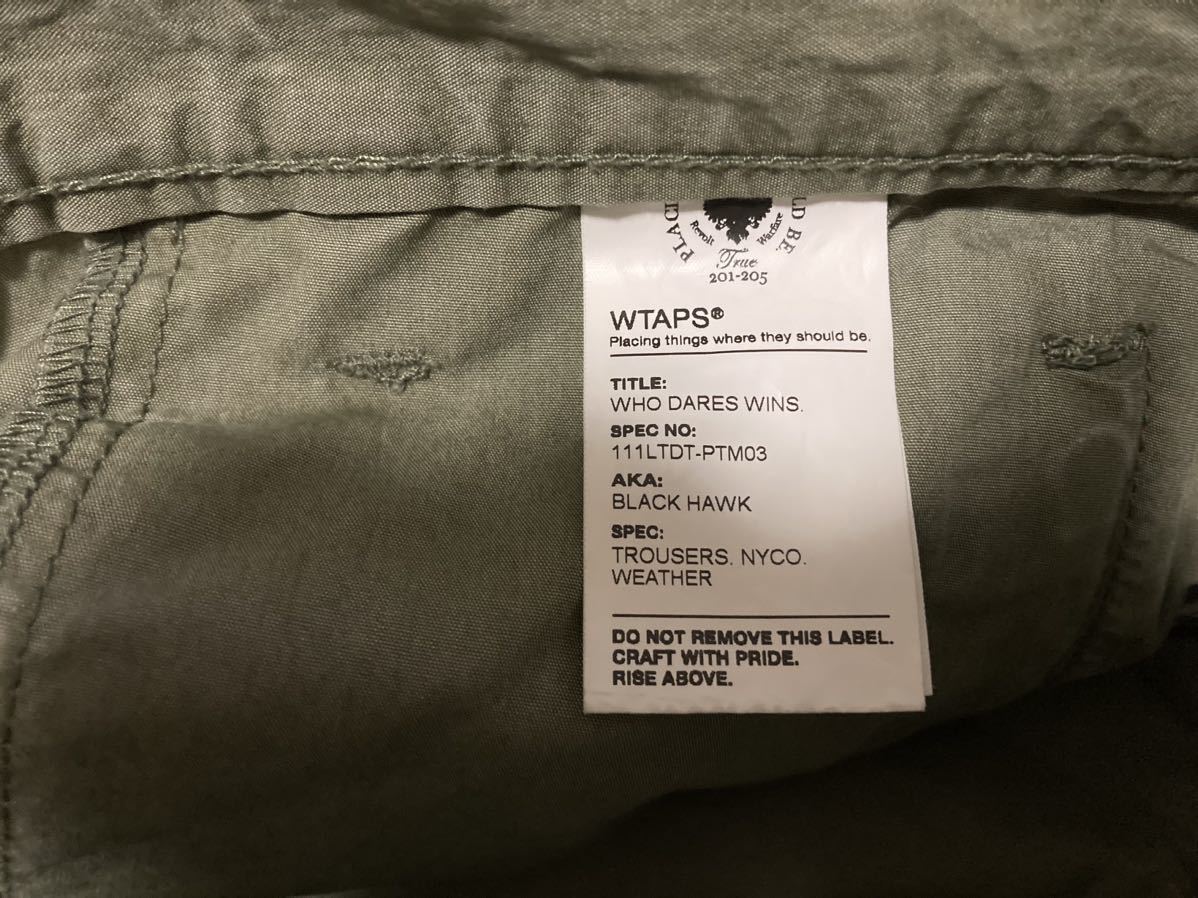 PLACI
LD BE.
Revolt Warfare
True
201-205
WTAPS®
Placing things where they should be.
TITLE:
WHO DARES WINS.
SPEC NO:
111LTDT-PTM03
AKA:
BLACK HAWK
SPEC:
TROUSERS. NYCO.
WEATHER
DO NOT REMOVE THIS LABEL.
CRAFT WITH PRIDE.
RISE ABOVE.